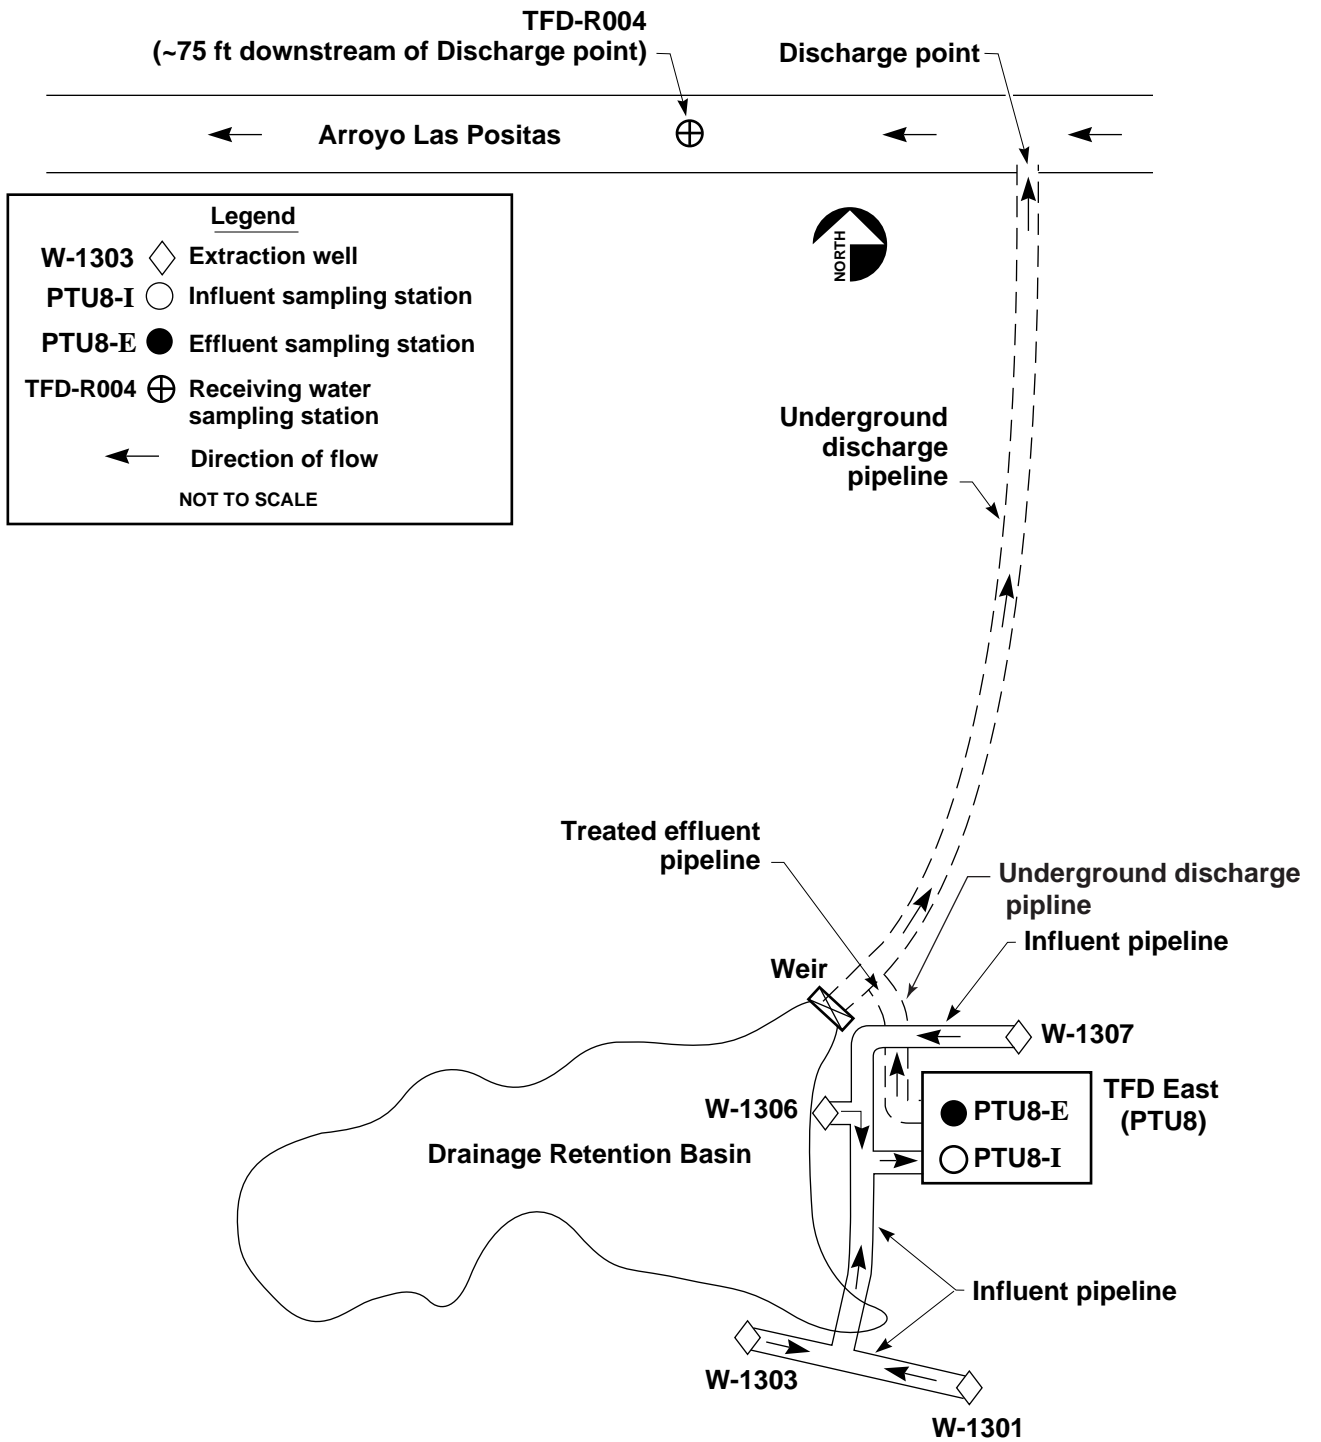 TFD-R004
(~75 ft downstream of Discharge point)
Discharge point
Arroyo Las Positas
Legend
W-1303 Extraction well
PTU8-I Influent sampling station
PTU8-E Effluent sampling station
TFD-R004 Receiving water
sampling station
Direction of flow
NOT TO SCALE
NORTH
Underground
discharge
pipeline
Treated effluent
pipeline
Underground discharge
pipline
Influent pipeline
Weir
W-1307
W-1306
TFD East
(PTU8)
PTU8-E
PTU8-I
Drainage Retention Basin
Influent pipeline
W-1303
W-1301